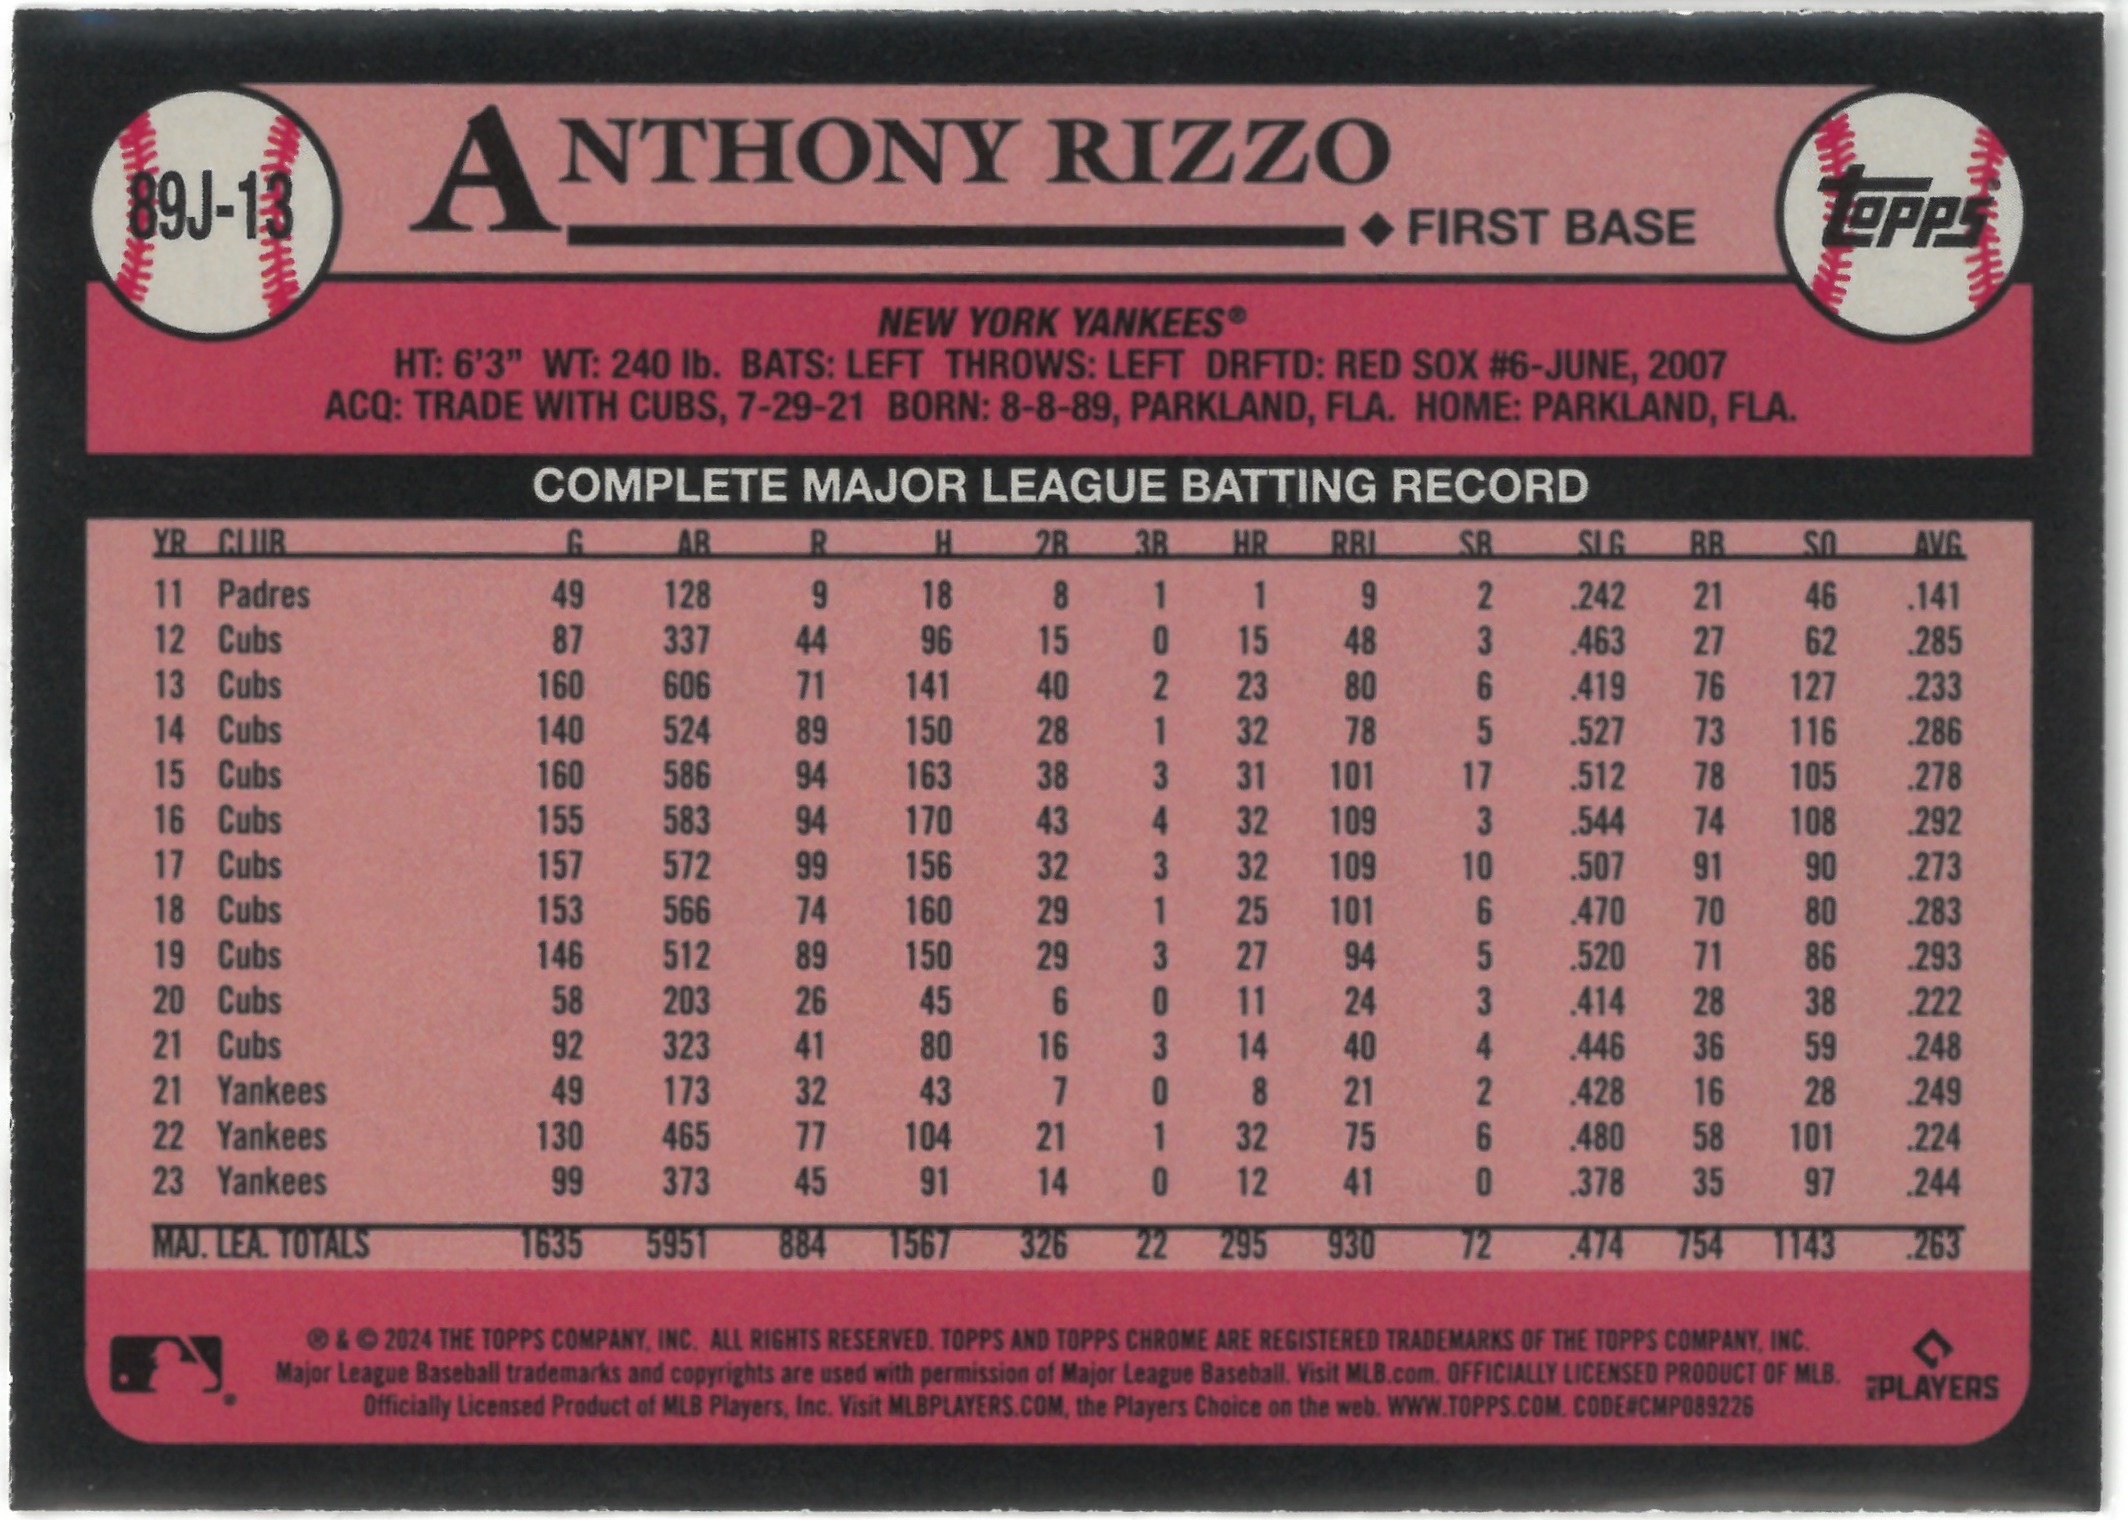 89J-13
ANTHONY RIZZO
◆ FIRST BASE
TOPPS®
NEW YORK YANKEES®
HT: 6'3" WT: 240 lb. BATS: LEFT THROWS: LEFT DRFTD: RED SOX #6-JUNE, 2007
ACQ: TRADE WITH CUBS, 7-29-21 BORN: 8-8-89, PARKLAND, FLA. HOME: PARKLAND, FLA.
COMPLETE MAJOR LEAGUE BATTING RECORD
YR CLUB G AB R H 2B 3B HR RBI SB SLG BB SO AVG
11 Padres 49 128 9 18 8 1 1 9 2 .242 21 46 .141
12 Cubs 87 337 44 96 15 0 15 48 3 .463 27 62 .285
13 Cubs 160 606 71 141 40 2 23 80 6 .419 76 127 .233
14 Cubs 140 524 89 150 28 1 32 78 5 .527 73 116 .286
15 Cubs 160 586 94 163 38 3 31 101 17 .512 78 105 .278
16 Cubs 155 583 94 170 43 4 32 109 3 .544 74 108 .292
17 Cubs 157 572 99 156 32 3 32 109 10 .507 91 90 .273
18 Cubs 153 566 74 160 29 1 25 101 6 .470 70 80 .283
19 Cubs 146 512 89 150 29 3 27 94 5 .520 71 86 .293
20 Cubs 58 203 26 45 6 0 11 24 3 .414 28 38 .222
21 Cubs 92 323 41 80 16 3 14 40 4 .446 36 59 .248
21 Yankees 49 173 32 43 7 0 8 21 2 .428 16 28 .249
22 Yankees 130 465 77 104 21 1 32 75 6 .480 58 101 .224
23 Yankees 99 373 45 91 14 0 12 41 0 .378 35 97 .244
MAJ. LEA. TOTALS 1635 5951 884 1567 326 22 295 930 72 .474 754 1143 .263
® & © 2024 THE TOPPS COMPANY, INC. ALL RIGHTS RESERVED. TOPPS AND TOPPS CHROME ARE REGISTERED TRADEMARKS OF THE TOPPS COMPANY, INC.
Major League Baseball trademarks and copyrights are used with permission of Major League Baseball. Visit MLB.com. OFFICIALLY LICENSED PRODUCT OF MLB.
Officially Licensed Product of MLB Players, Inc. Visit MLBPLAYERS.COM, the Players Choice on the web. WWW.TOPPS.COM. CODE#CMP089226
MLB PLAYERS